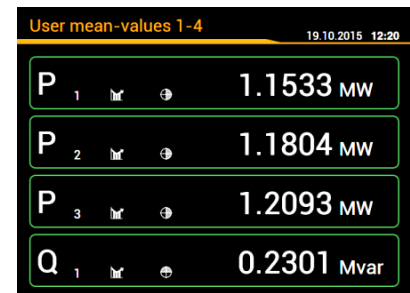 User mean-values 1-4
19.10.2015 12:20
P 1 1.1533 MW
P 2 1.1804 MW
P 3 1.2093 MW
Q 1 0.2301 Mvar